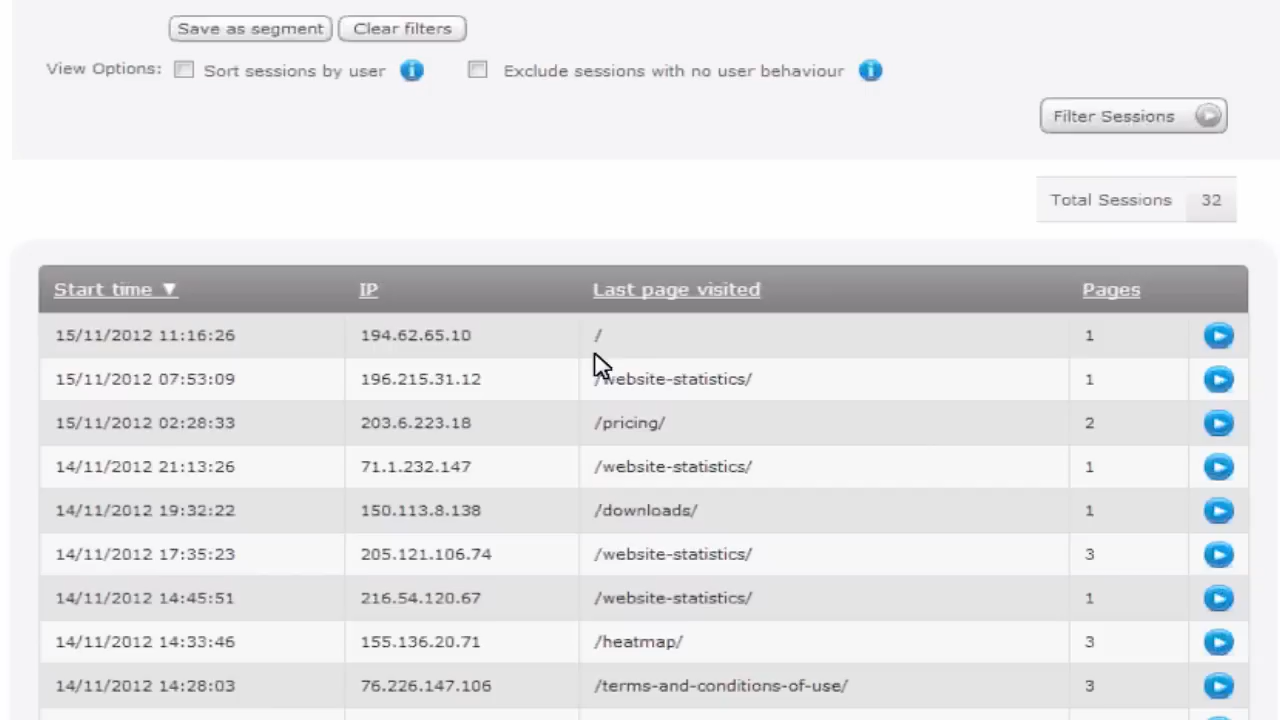 Save as segment Clear filters
View Options: Sort sessions by user i Exclude sessions with no user behaviour i
Filter Sessions
Total Sessions 32
Start time ▼ IP Last page visited Pages
15/11/2012 11:16:26 194.62.65.10 / 1
15/11/2012 07:53:09 196.215.31.12 /website-statistics/ 1
15/11/2012 02:28:33 203.6.223.18 /pricing/ 2
14/11/2012 21:13:26 71.1.232.147 /website-statistics/ 1
14/11/2012 19:32:22 150.113.8.138 /downloads/ 1
14/11/2012 17:35:23 205.121.106.74 /website-statistics/ 3
14/11/2012 14:45:51 216.54.120.67 /website-statistics/ 1
14/11/2012 14:33:46 155.136.20.71 /heatmap/ 3
14/11/2012 14:28:03 76.226.147.106 /terms-and-conditions-of-use/ 3